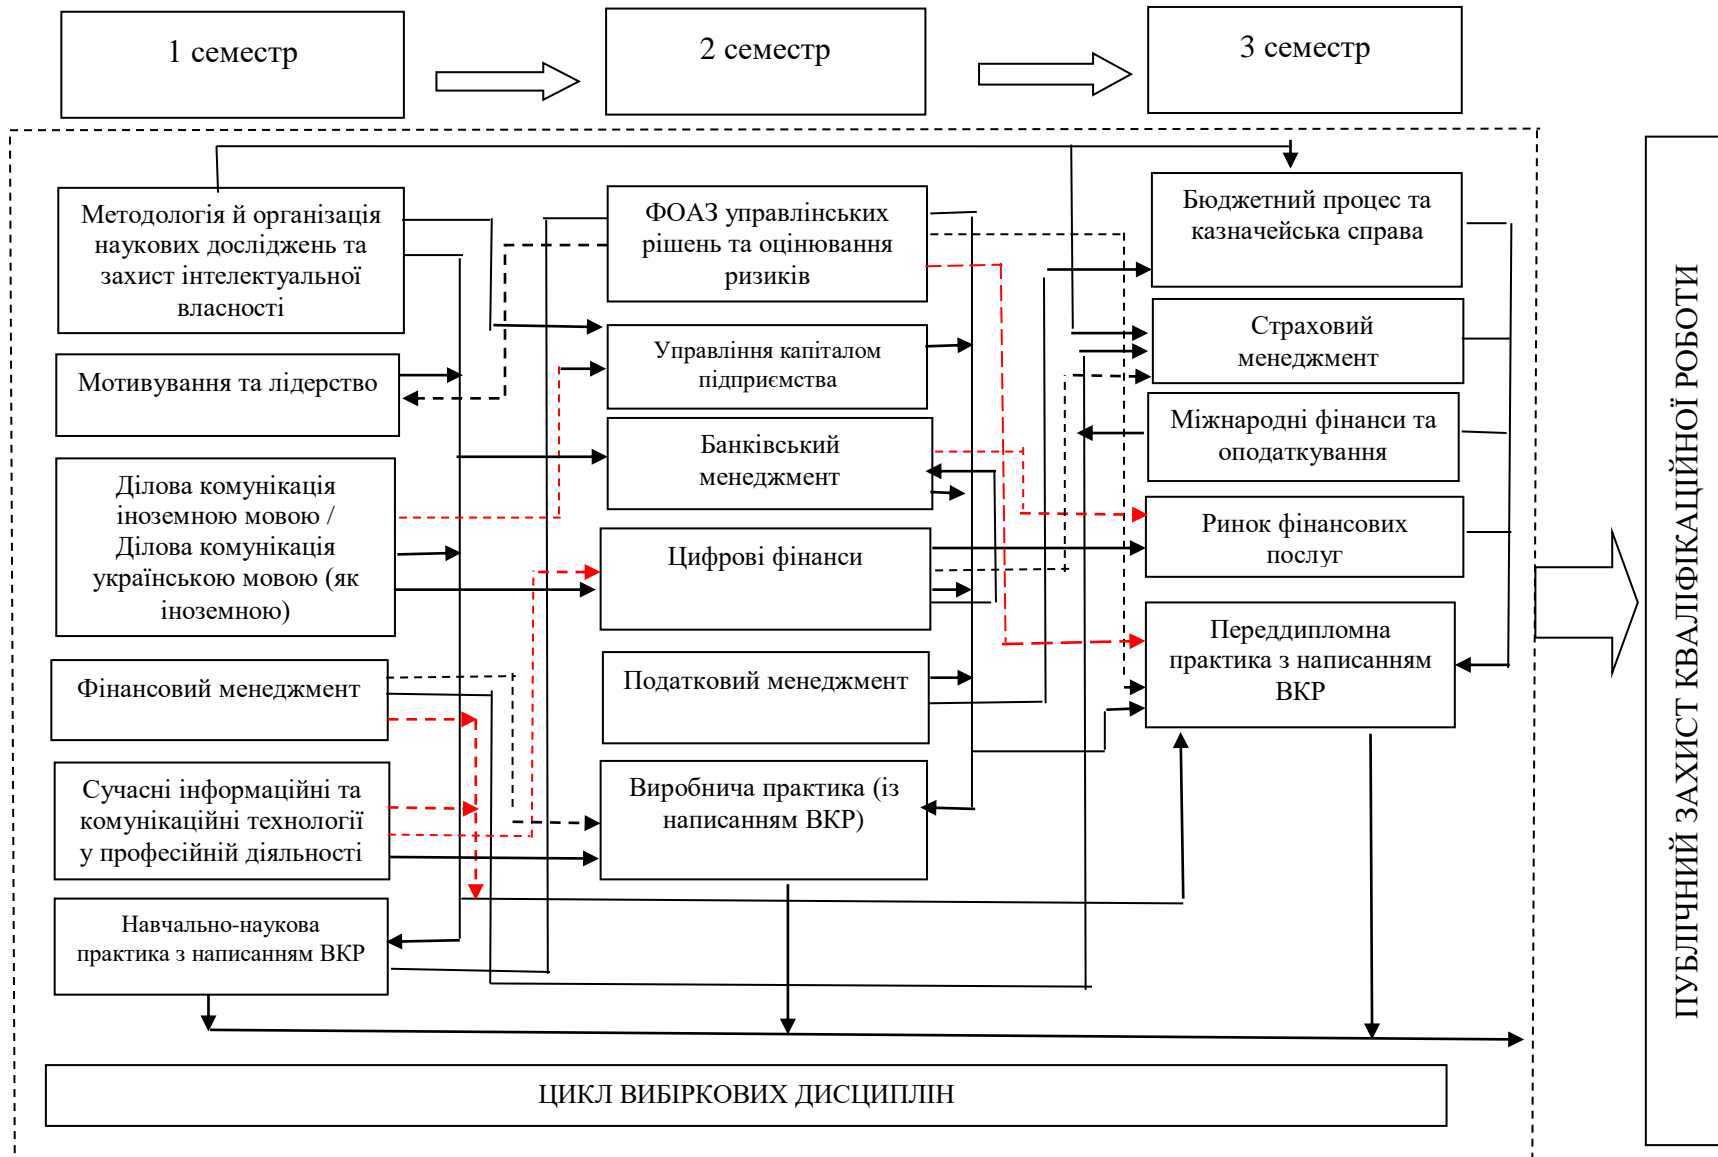 1 семестр
2 семестр
3 семестр
Методологія й організація
наукових досліджень та
захист інтелектуальної
власності
Мотивування та лідерство
Ділова комунікація
іноземною мовою /
Ділова комунікація
українською мовою (як
іноземною)
Фінансовий менеджмент
Сучасні інформаційні та
комунікаційні технології
у професійній діяльності
Навчально-наукова
практика з написанням ВКР
ФОАЗ управлінських
рішень та оцінювання
ризиків
Управління капіталом
підприємства
Банківський
менеджмент
Цифрові фінанси
Податковий менеджмент
Виробнича практика (із
написанням ВКР)
Бюджетний процес та
казначейська справа
Страховий
менеджмент
Міжнародні фінанси та
оподаткування
Ринок фінансових
послуг
Переддипломна
практика з написанням
ВКР
ЦИКЛ ВИБІРКОВИХ ДИСЦИПЛІН
ПУБЛІЧНИЙ ЗАХИСТ КВАЛІФІКАЦІЙНОЇ РОБОТИ